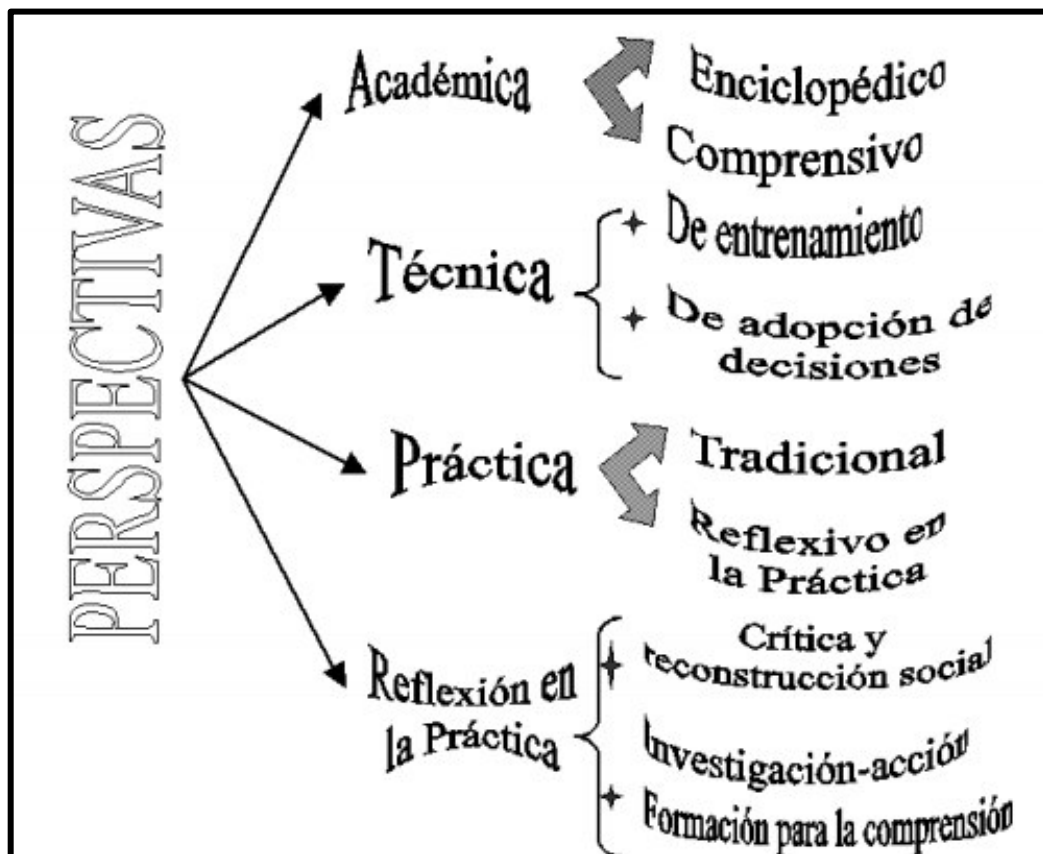 PERSPECTIVAS
Académica
Enciclopédico
Comprensivo
Técnica
De entrenamiento
De adopción de
decisiones
Práctica
Tradicional
Reflexivo en
la Práctica
Reflexión en
la Práctica
Crítica y
reconstrucción social
Investigación-acción
Formación para la comprensión